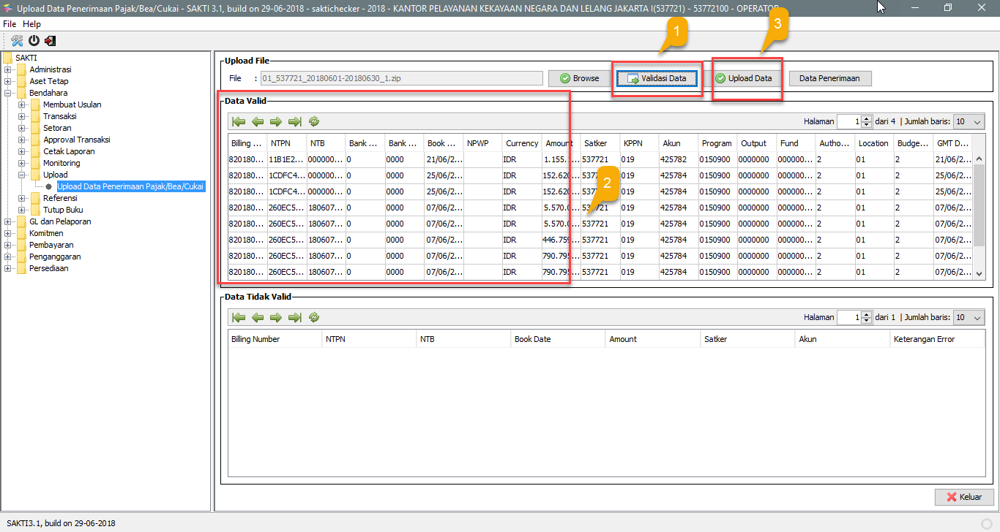 Upload Data Penerimaan Pajak/Bea/Cukai - SAKTI 3.1, build on 29-06-2018 - saktichecker - 2018 - KANTOR PELAYANAN KEKAYAAN NEGARA DAN LELANG JAKARTA I(537721) - 53772100 - OPERATOR
File Help
1
3
SAKTI
Administrasi
Aset Tetap
Bendahara
Membuat Usulan
Transaksi
Setoran
Approval Transaksi
Cetak Laporan
Monitoring
Upload
Upload Data Penerimaan Pajak/Bea/Cukai
Referensi
Tutup Buku
GL dan Pelaporan
Komitmen
Pembayaran
Penganggaran
Persediaan
Upload File
File : 01_537721_20180601-20180630_1.zip Browse Validasi Data Upload Data Data Penerimaan
Data Valid
Halaman 1 dari 4 | Jumlah baris: 10
Billing ... NTPN NTB Bank ... Bank ... Book ... NPWP Currency Amount Satker KPPN Akun Program Output Fund Autho... Location Budge... GMT D...
820180... 11B1E2... 000000... 0 0000 21/06/2... IDR 1.155.1... 537721 019 425782 0150900 0000000 000000... 2 01 2 21/06/2...
820180... 1CDFC4... 000000... 0 0000 25/06/2... IDR 152.620... 537721 019 425784 0150900 0000000 000000... 2 01 2 25/06/2...
820180... 1CDFC4... 000000... 0 0000 25/06/2... IDR 152.620... 537721 019 425784 0150900 0000000 000000... 2 01 2 25/06/2...
820180... 260EC5... 180607... 0 0000 07/06/2... IDR 5.570.0... 537721 019 425784 0150900 0000000 000000... 2 01 2 07/06/2...
820180... 260EC5... 180607... 0 0000 07/06/2... IDR 5.570.0... 537721 019 425784 0150900 0000000 000000... 2 01 2 07/06/2...
820180... 260EC5... 180607... 0 0000 07/06/2... IDR 446.759... 537721 019 425784 0150900 0000000 000000... 2 01 2 07/06/2...
820180... 260EC5... 180607... 0 0000 07/06/2... IDR 790.795... 537721 019 425784 0150900 0000000 000000... 2 01 2 07/06/2...
820180... 260EC5... 180607... 0 0000 07/06/2... IDR 790.795... 537721 019 425784 0150900 0000000 000000... 2 01 2 07/06/2...
2
Data Tidak Valid
Halaman 1 dari 1 | Jumlah baris: 10
Billing Number NTPN NTB Book Date Amount Satker Akun Keterangan Error
Keluar
SAKTI3.1, build on 29-06-2018